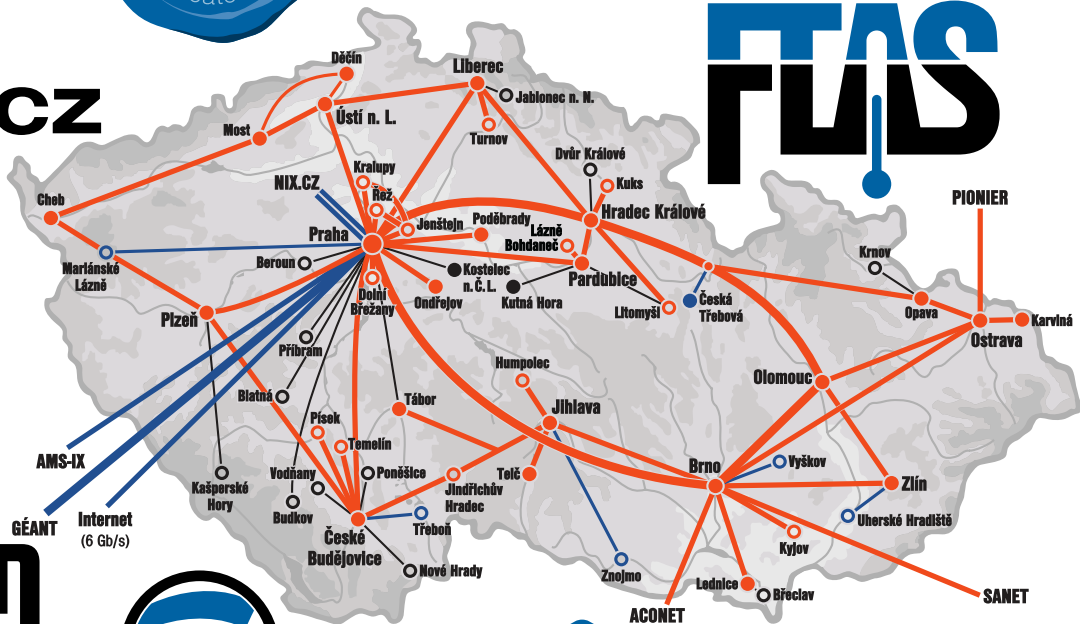 cate
FTAS
CZ
Děčín
Liberec
Jablonec n. N.
Ústí n. L.
Most
Turnov
Dvůr Králové
Kralupy
Kuks
NIX.CZ
Řež
PIONIER
Cheb
Hradec Králové
Jenštejn
Poděbrady
Praha
Lázně
Bohdaneč
Krnov
Beroun
Mariánské
Lázně
Kostelec
n. Č. L.
Pardubice
Dolní
Břežany
Ondřejov
Kutná Hora
Litomyšl
Česká
Třebová
Opava
Karviná
Plzeň
Ostrava
Příbram
Humpolec
Olomouc
Blatná
Tábor
Jihlava
Písek
Temelín
AMS-IX
Brno
Vyškov
Vodňany
Poněšice
Telč
Kašperské
Hory
Jindřichův
Hradec
Zlín
Budkov
GÉANT
Internet
(6 Gb/s)
Třeboň
Uherské Hradiště
České
Budějovice
Kyjov
Nové Hrady
Znojmo
Lednice
Břeclav
SANET
ACONET